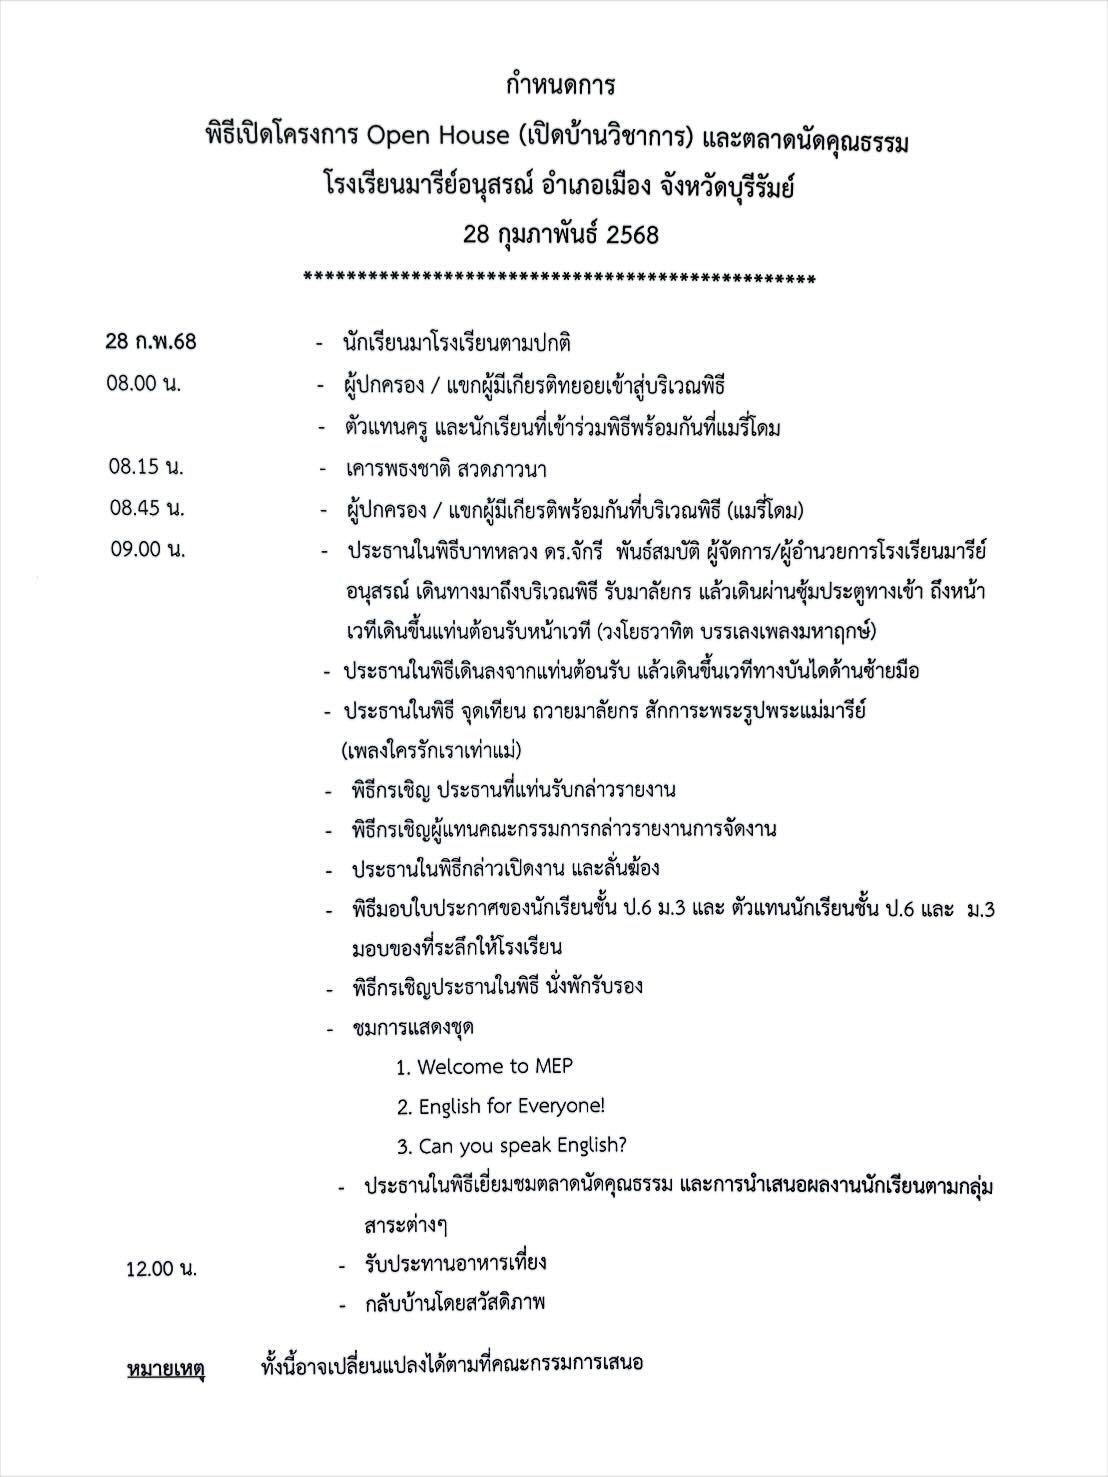 กำหนดการ
พิธีเปิดโครงการ Open House (เปิดบ้านวิชาการ) และตลาดนัดคุณธรรม
โรงเรียนมารีย์อนุสรณ์ อำเภอเมือง จังหวัดบุรีรัมย์
28 กุมภาพันธ์ 2568
************************************************
28 ก.พ.68 - นักเรียนมาโรงเรียนตามปกติ
08.00 น. - ผู้ปกครอง / แขกผู้มีเกียรติทยอยเข้าสู่บริเวณพิธี
- ตัวแทนครู และนักเรียนที่เข้าร่วมพิธีพร้อมกันที่แมรี่โดม
08.15 น. - เคารพธงชาติ สวดภาวนา
08.45 น. - ผู้ปกครอง / แขกผู้มีเกียรติพร้อมกันที่บริเวณพิธี (แมรี่โดม)
09.00 น. - ประธานในพิธีบาทหลวง ดร.จักรี พันธ์สมบัติ ผู้จัดการ/ผู้อำนวยการโรงเรียนมารีย์
อนุสรณ์ เดินทางมาถึงบริเวณพิธี รับมาลัยกร แล้วเดินผ่านซุ้มประตูทางเข้า ถึงหน้า
เวทีเดินขึ้นแท่นต้อนรับหน้าเวที (วงโยธวาทิต บรรเลงเพลงมหาฤกษ์)
- ประธานในพิธีเดินลงจากแท่นต้อนรับ แล้วเดินขึ้นเวทีทางบันไดด้านซ้ายมือ
- ประธานในพิธี จุดเทียน ถวายมาลัยกร สักการะพระรูปพระแม่มารีย์
(เพลงใครรักเราเท่าแม่)
- พิธีกรเชิญ ประธานที่แท่นรับกล่าวรายงาน
- พิธีกรเชิญผู้แทนคณะกรรมการกล่าวรายงานการจัดงาน
- ประธานในพิธีกล่าวเปิดงาน และลั่นฆ้อง
- พิธีมอบใบประกาศของนักเรียนชั้น ป.6 ม.3 และ ตัวแทนนักเรียนชั้น ป.6 และ ม.3
มอบของที่ระลึกให้โรงเรียน
- พิธีกรเชิญประธานในพิธี นั่งพักรับรอง
- ชมการแสดงชุด
1. Welcome to MEP
2. English for Everyone!
3. Can you speak English?
- ประธานในพิธีเยี่ยมชมตลาดนัดคุณธรรม และการนำเสนอผลงานนักเรียนตามกลุ่ม
สาระต่างๆ
12.00 น. - รับประทานอาหารเที่ยง
- กลับบ้านโดยสวัสดิภาพ
หมายเหตุ ทั้งนี้อาจเปลี่ยนแปลงได้ตามที่คณะกรรมการเสนอ